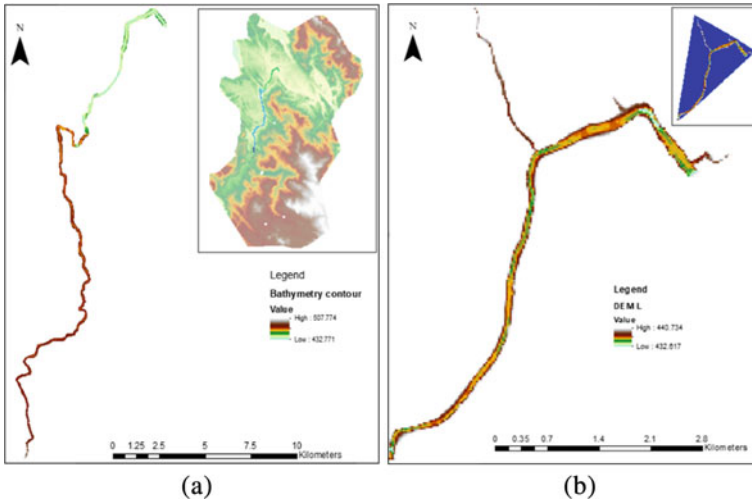 N
Legend
Bathymetry contour
Value
High : 507.774
Low : 432.771
0 1.25 2.5 5 7.5 10
Kilometers
(a)
N
Legend
DEM L
Value
High : 440.734
Low : 432.617
0 0.35 0.7 1.4 2.1 2.8
Kilometers
(b)